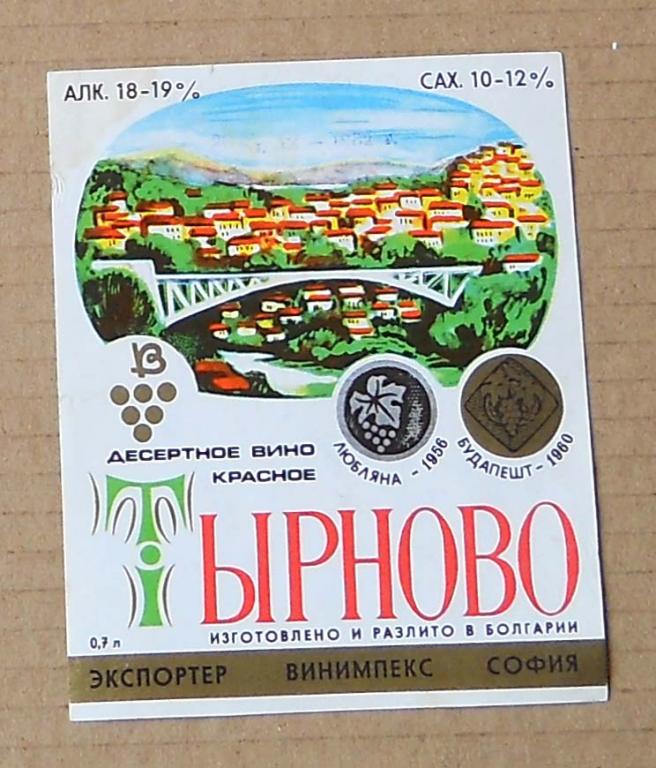 АЛК. 18-19% САХ. 10-12%
ДЕСЕРТНОЕ ВИНО
КРАСНОЕ
ЛЮБЛЯНА - 1956
БУДАПЕШТ - 1960
ТЫРНОВО
ИЗГОТОВЛЕНО И РАЗЛИТО В БОЛГАРИИ
0,7 л
ЭКСПОРТЕР ВИНИМПЕКС СОФИЯ